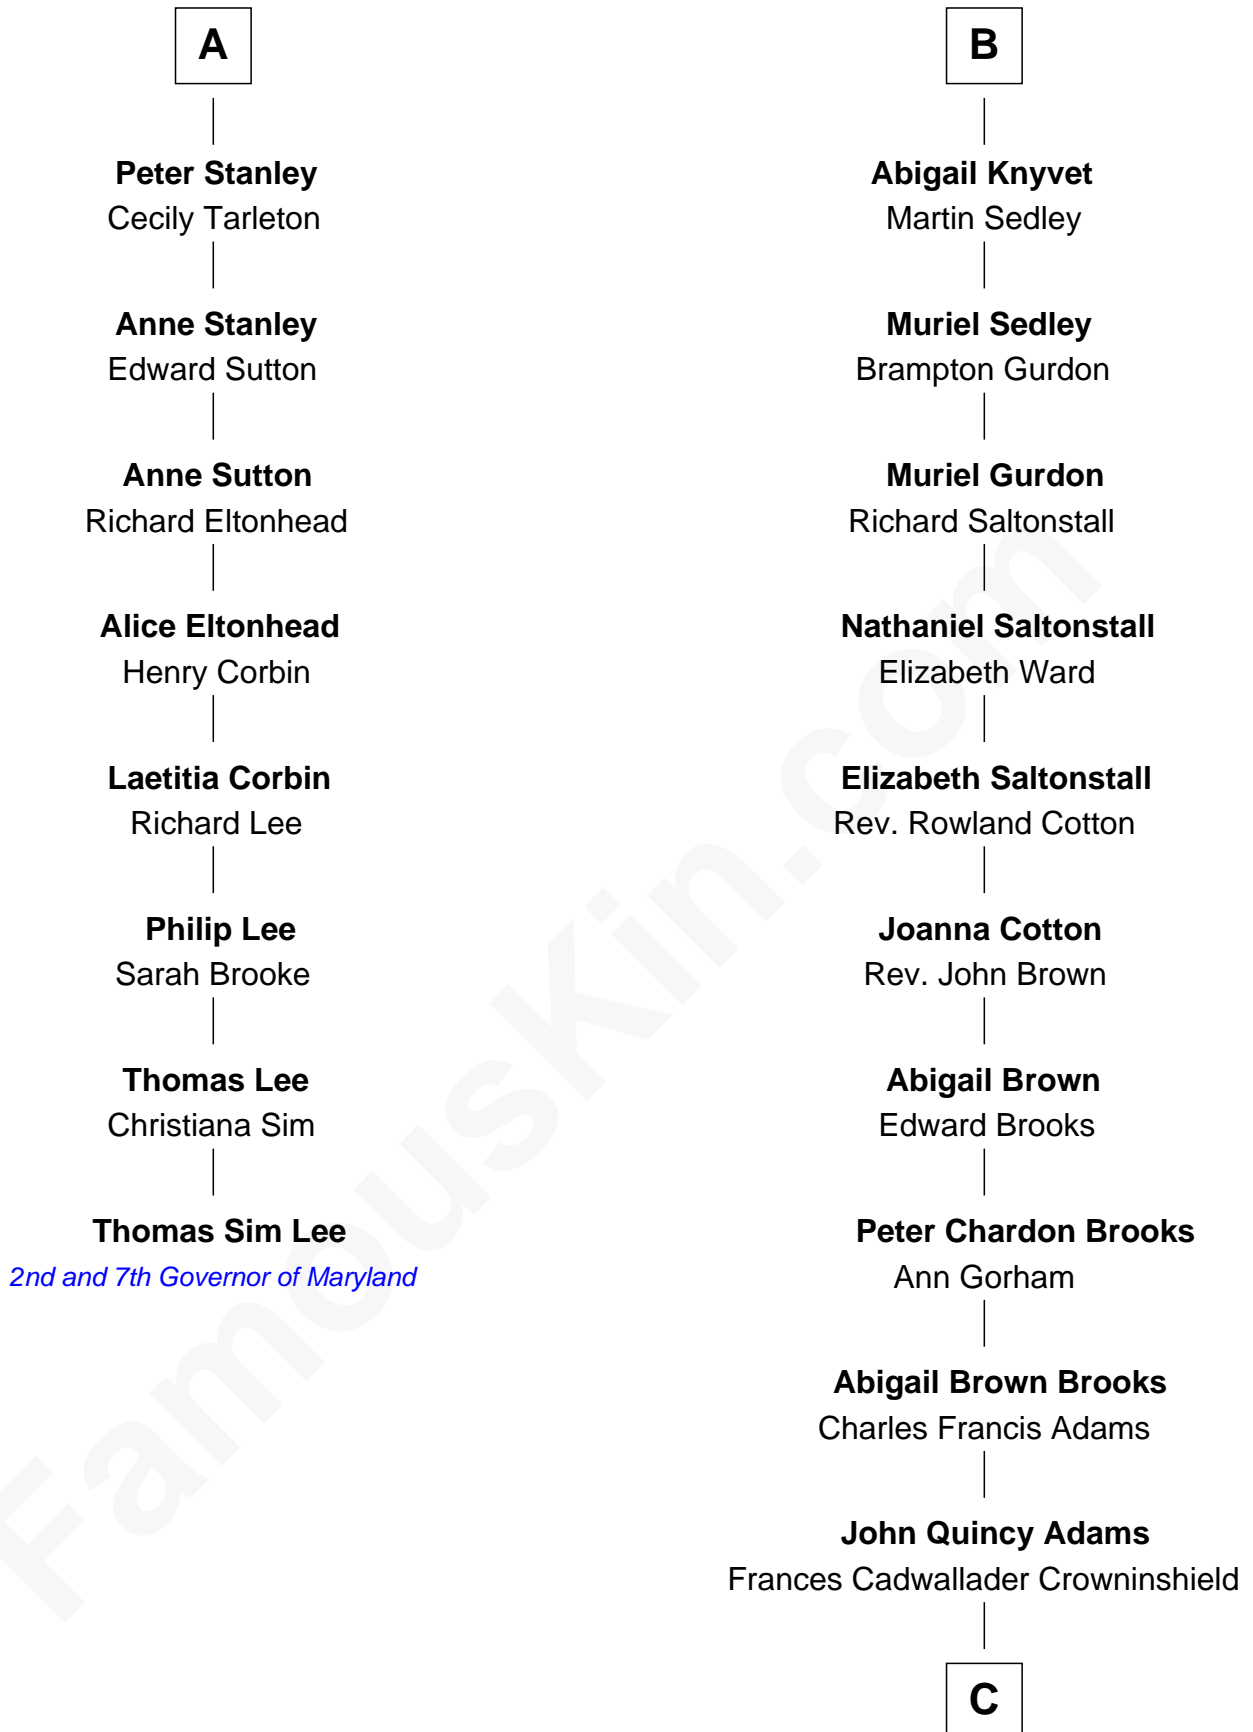 A
Peter Stanley
Cecily Tarleton
Anne Stanley
Edward Sutton
Anne Sutton
Richard Eltonhead
Alice Eltonhead
Henry Corbin
Laetitia Corbin
Richard Lee
Philip Lee
Sarah Brooke
Thomas Lee
Christiana Sim
Thomas Sim Lee
2nd and 7th Governor of Maryland
B
Abigail Knyvet
Martin Sedley
Muriel Sedley
Brampton Gurdon
Muriel Gurdon
Richard Saltonstall
Nathaniel Saltonstall
Elizabeth Ward
Elizabeth Saltonstall
Rev. Rowland Cotton
Joanna Cotton
Rev. John Brown
Abigail Brown
Edward Brooks
Peter Chardon Brooks
Ann Gorham
Abigail Brown Brooks
Charles Francis Adams
John Quincy Adams
Frances Cadwallader Crowninshield
C
FamousKin.com